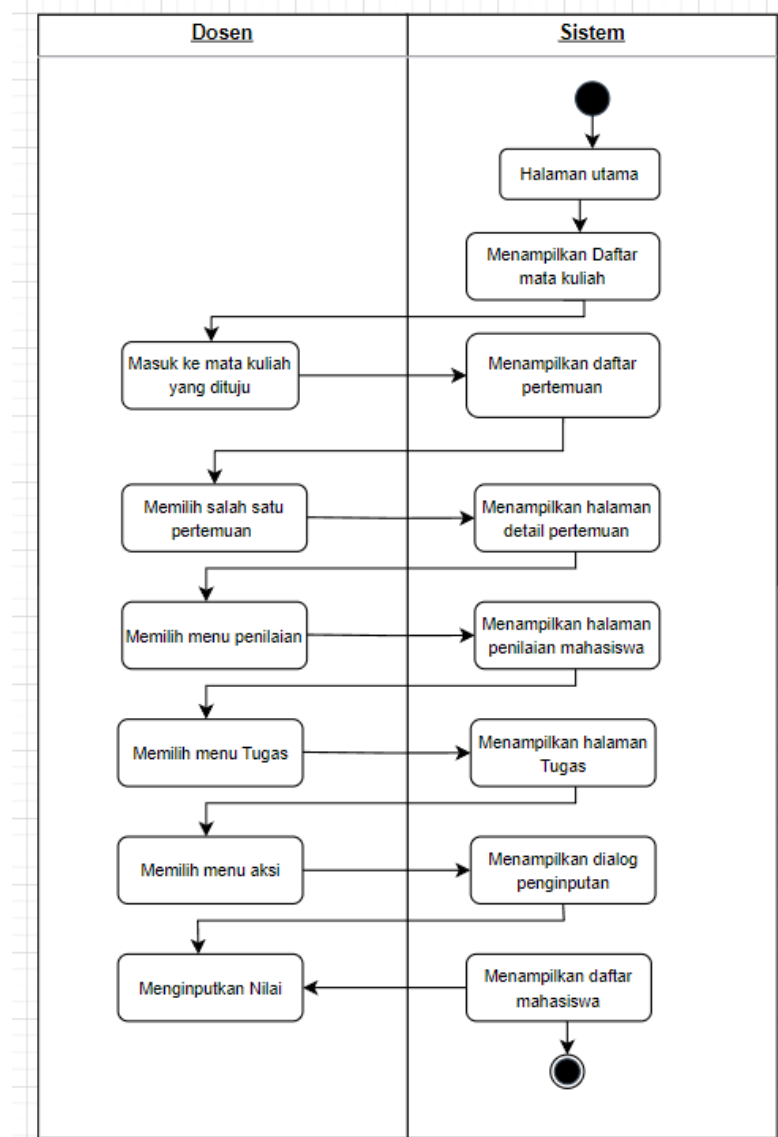 Dosen
Sistem
Halaman utama
Menampilkan Daftar
mata kuliah
Masuk ke mata kuliah
yang dituju
Menampilkan daftar
pertemuan
Memilih salah satu
pertemuan
Menampilkan halaman
detail pertemuan
Memilih menu penilaian
Menampilkan halaman
penilaian mahasiswa
Memilih menu Tugas
Menampilkan halaman
Tugas
Memilih menu aksi
Menampilkan dialog
penginputan
Menginputkan Nilai
Menampilkan daftar
mahasiswa